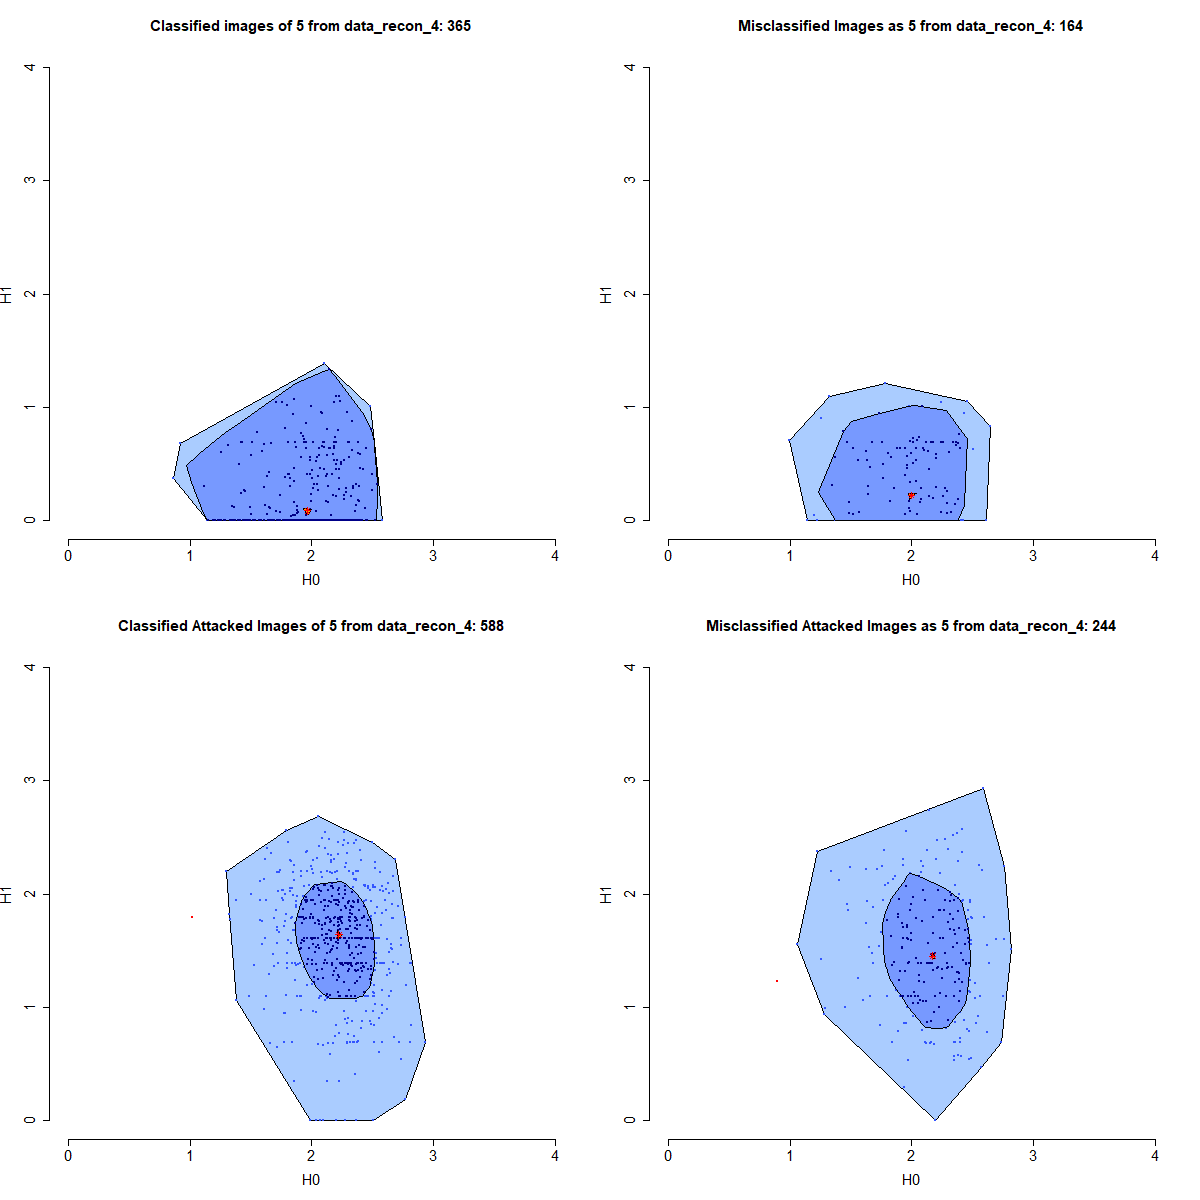 Classified images of 5 from data_recon_4: 365
4
3
2
1
0
H1
0 1 2 3 4
H0
Misclassified Images as 5 from data_recon_4: 164
4
3
2
1
0
H1
0 1 2 3 4
H0
Classified Attacked Images of 5 from data_recon_4: 588
4
3
2
1
0
H1
0 1 2 3 4
H0
Misclassified Attacked Images as 5 from data_recon_4: 244
4
3
2
1
0
H1
0 1 2 3 4
H0